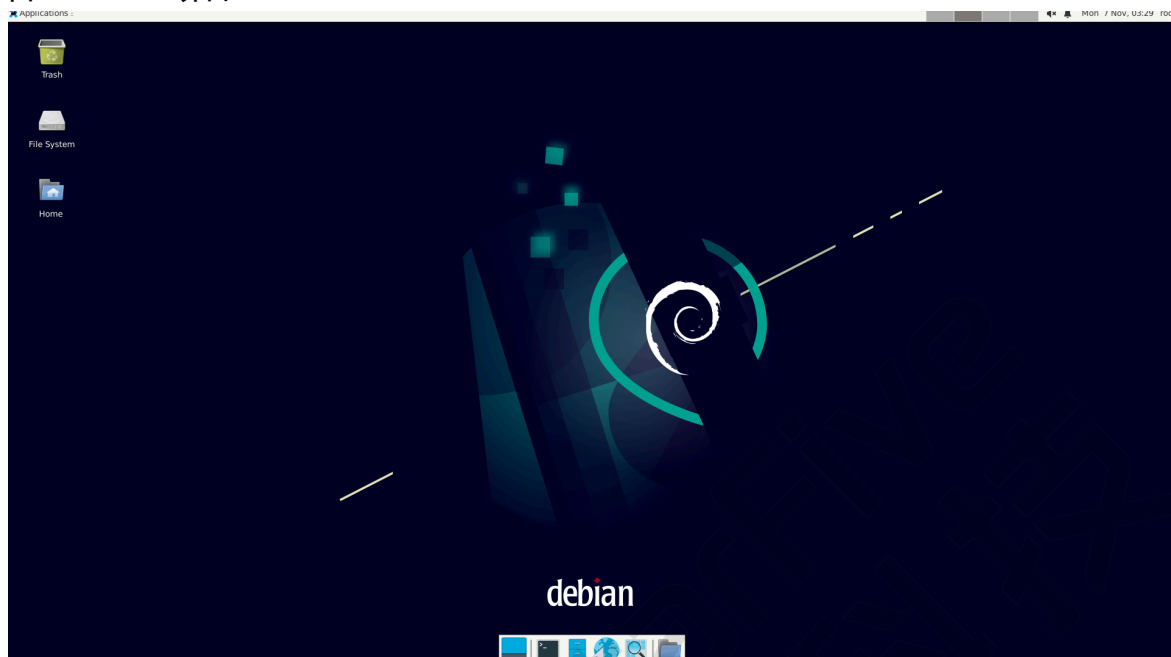 Applications :
Mon 7 Nov, 03:29
Trash
File System
Home
debian